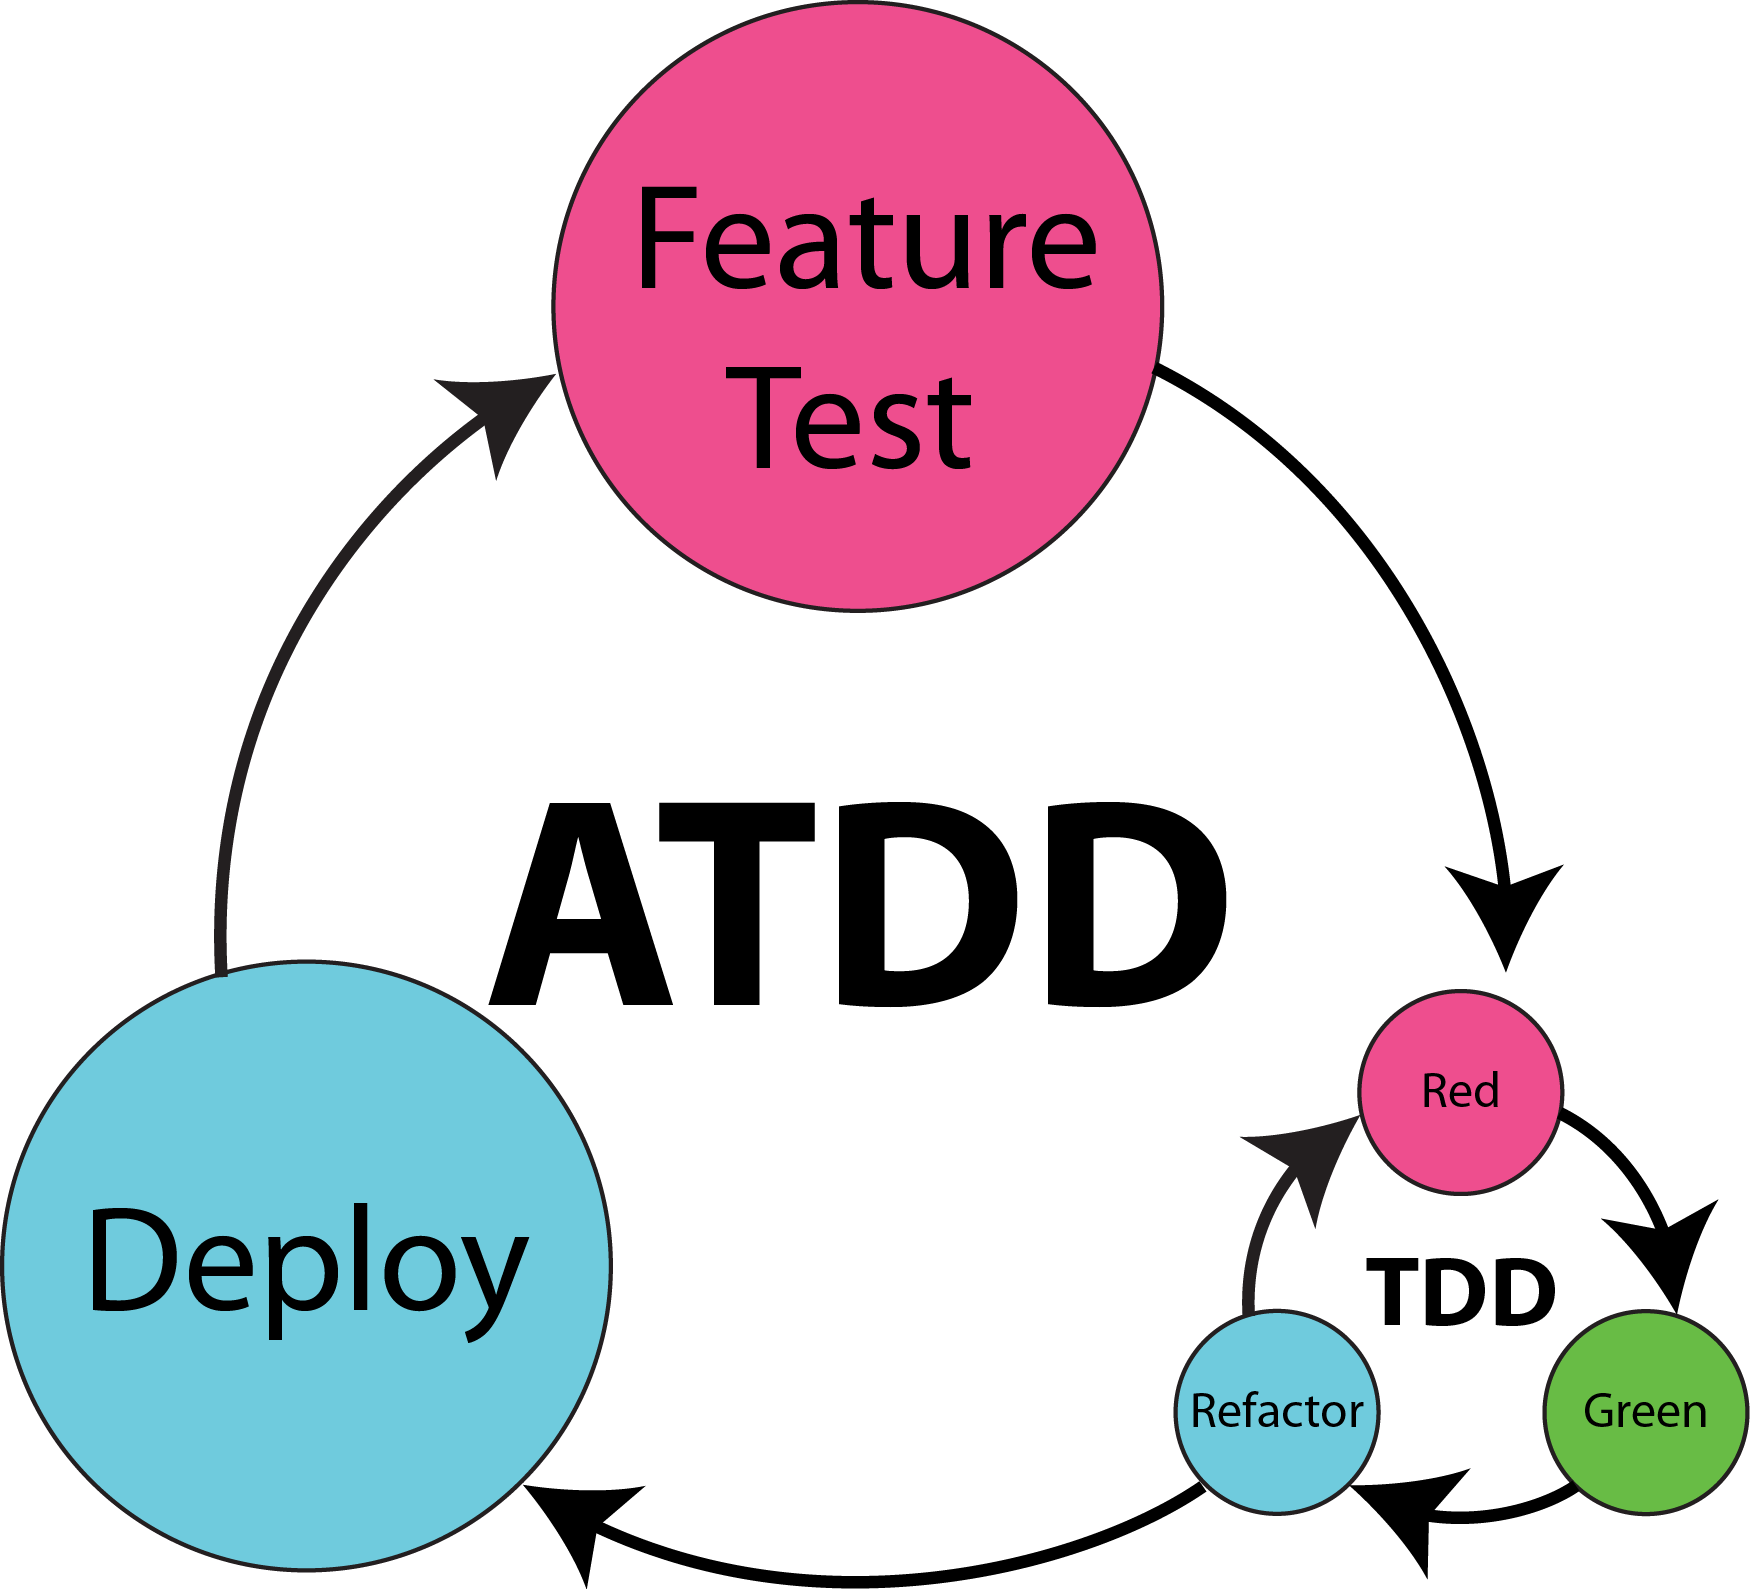 Feature
Test
ATDD
Deploy
Red
TDD
Refactor
Green